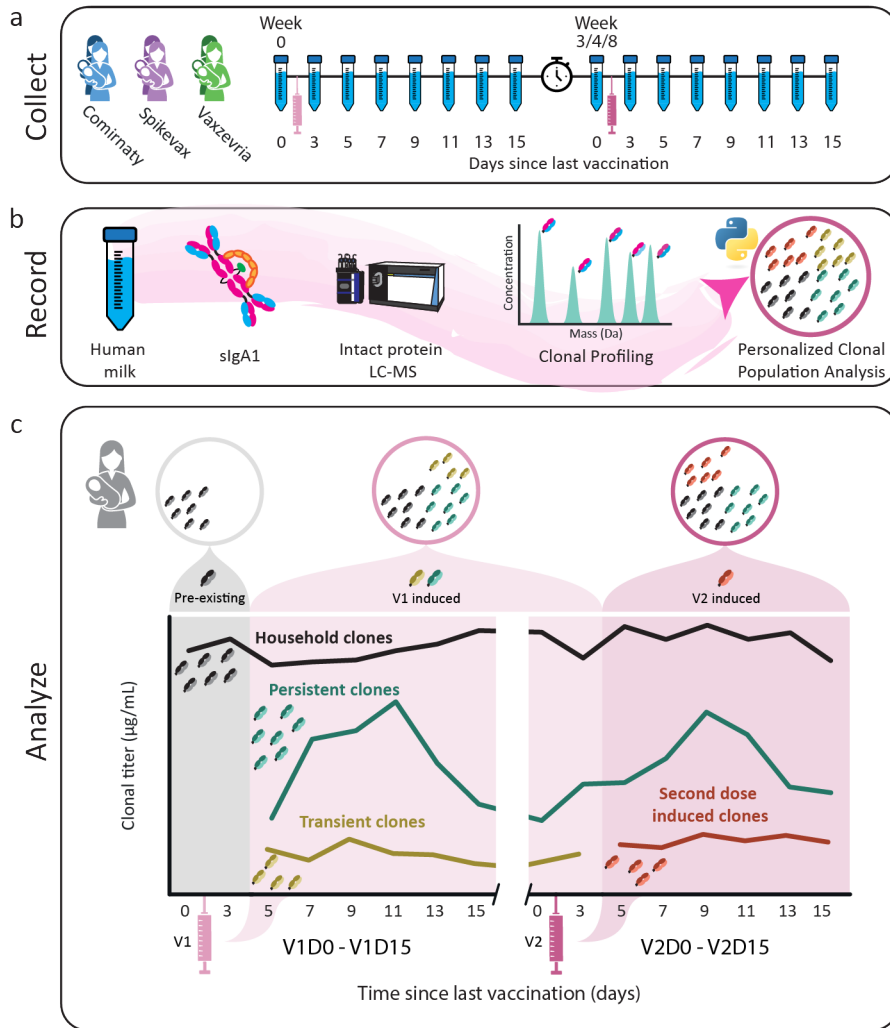 a
Collect
Comirnaty
Spikevax
Vaxzevria
Week
0
Week
3/4/8
0 3 5 7 9 11 13 15 0 3 5 7 9 11 13 15
Days since last vaccination
b
Record
Human
milk
sIgA1
Intact protein
LC-MS
Concentration
Mass (Da)
Clonal Profiling
Personalized Clonal
Population Analysis
c
Analyze
Pre-existing
V1 induced
V2 induced
Clonal titer (µg/mL)
Household clones
Persistent clones
Transient clones
Second dose
induced clones
0 3 5 7 9 11 13 15 0 3 5 7 9 11 13 15
V1
V1D0 - V1D15
V2
V2D0 - V2D15
Time since last vaccination (days)